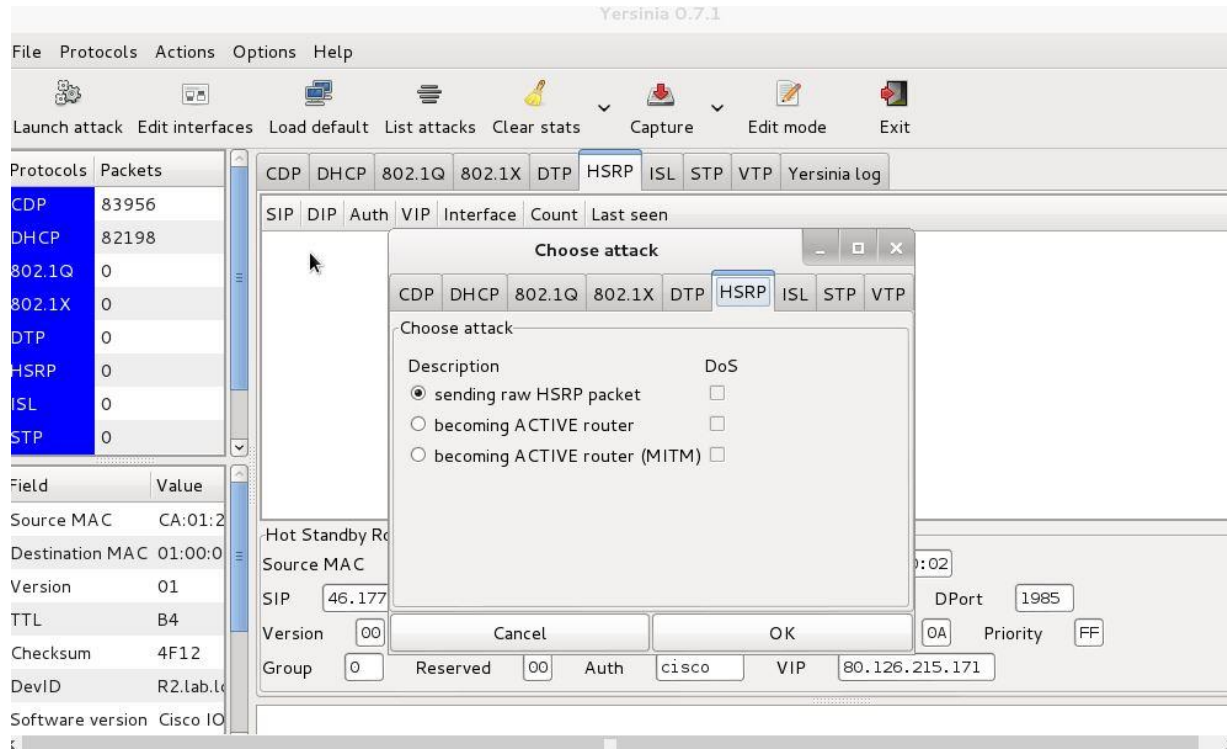 Yersinia 0.7.1
File Protocols Actions Options Help
Launch attack Edit interfaces Load default List attacks Clear stats Capture Edit mode Exit
Protocols Packets
CDP 83956
DHCP 82198
802.1Q 0
802.1X 0
DTP 0
HSRP 0
ISL 0
STP 0
Field Value
Source MAC CA:01:2
Destination MAC 01:00:0
Version 01
TTL B4
Checksum 4F12
DevID R2.lab.l
Software version Cisco IO
CDP DHCP 802.1Q 802.1X DTP HSRP ISL STP VTP Yersinia log
SIP DIP Auth VIP Interface Count Last seen
Choose attack
CDP DHCP 802.1Q 802.1X DTP HSRP ISL STP VTP
Choose attack
Description DoS
sending raw HSRP packet
becoming ACTIVE router
becoming ACTIVE router (MITM)
Cancel OK
Hot Standby Ro
Source MAC :02
SIP 46.177 DPort 1985
Version 00 0A Priority FF
Group 0 Reserved 00 Auth cisco VIP 80.126.215.171